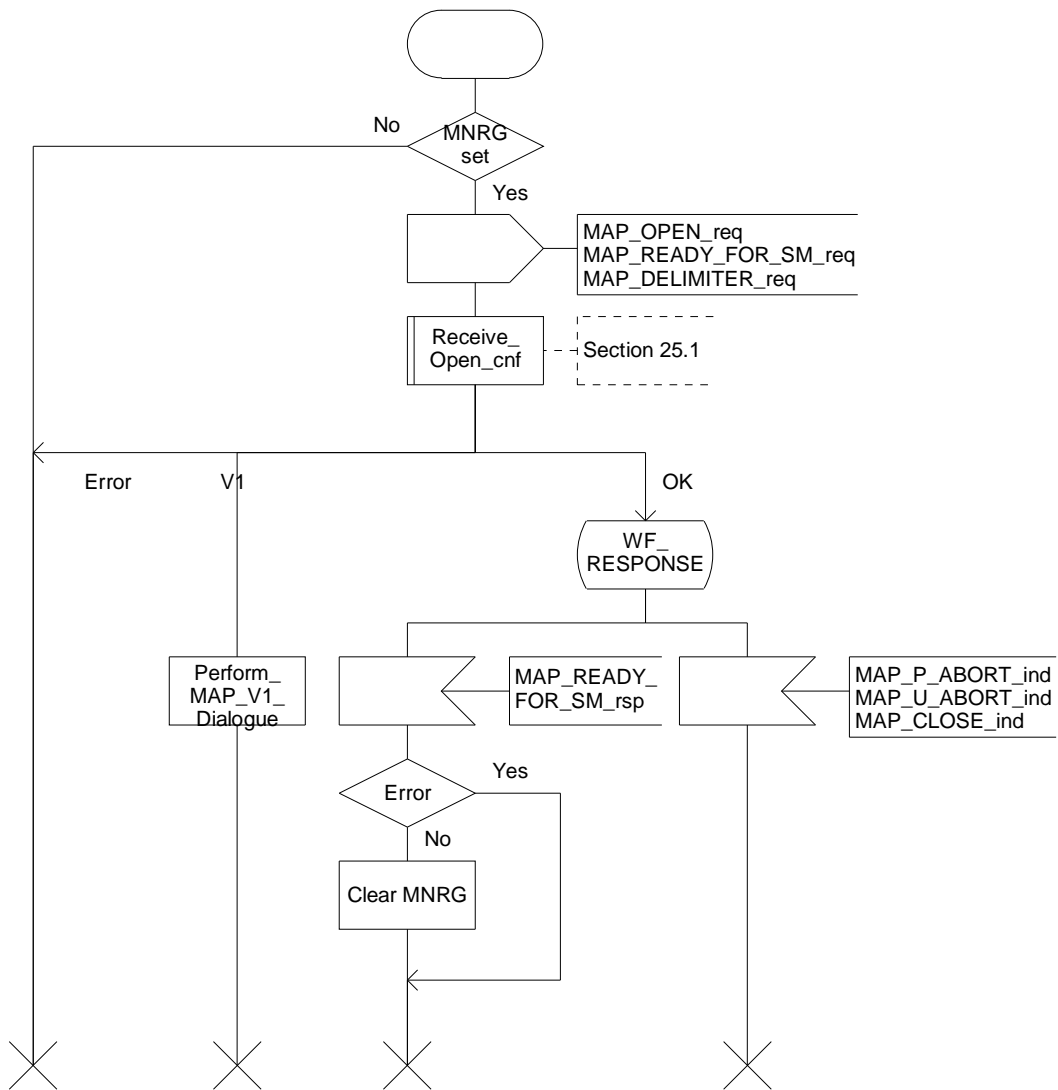 No
MNRG
set
Yes
MAP_OPEN_req
MAP_READY_FOR_SM_req
MAP_DELIMITER_req
Receive_
Open_cnf
Section 25.1
Error
V1
OK
WF_
RESPONSE
Perform_
MAP_V1_
Dialogue
MAP_READY_
FOR_SM_rsp
MAP_P_ABORT_ind
MAP_U_ABORT_ind
MAP_CLOSE_ind
Error
Yes
No
Clear MNRG